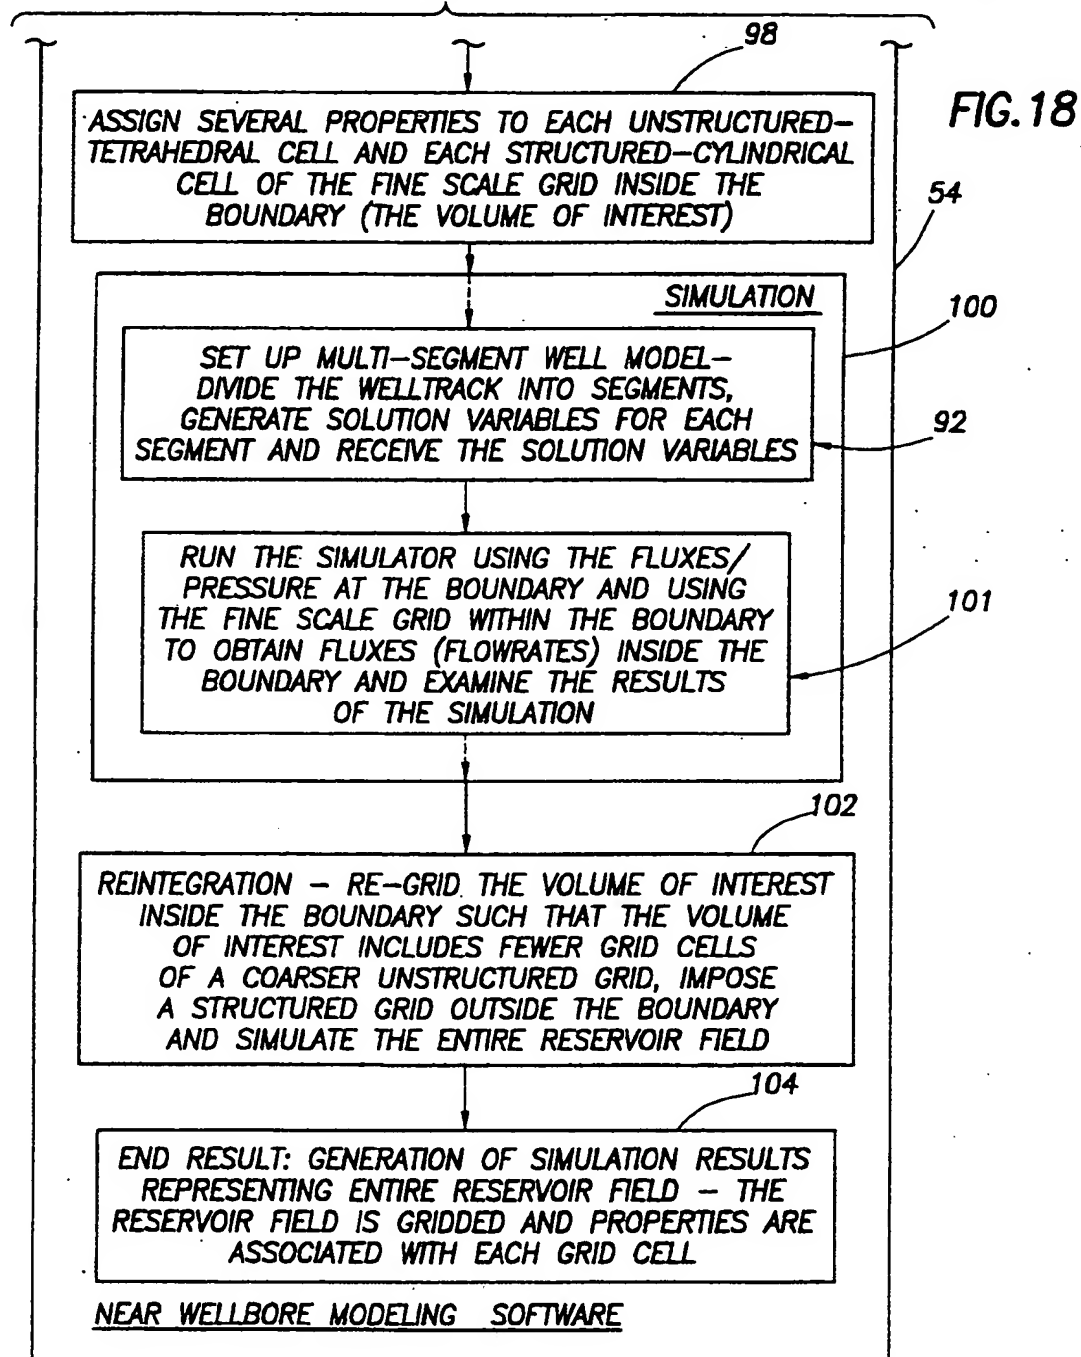 98
FIG. 18
ASSIGN SEVERAL PROPERTIES TO EACH UNSTRUCTURED-
TETRAHEDRAL CELL AND EACH STRUCTURED-CYLINDRICAL
CELL OF THE FINE SCALE GRID INSIDE THE
BOUNDARY (THE VOLUME OF INTEREST)
54
SIMULATION
100
SET UP MULTI-SEGMENT WELL MODEL-
DIVIDE THE WELLTRACK INTO SEGMENTS,
GENERATE SOLUTION VARIABLES FOR EACH
SEGMENT AND RECEIVE THE SOLUTION VARIABLES
92
RUN THE SIMULATOR USING THE FLUXES/
PRESSURE AT THE BOUNDARY AND USING
THE FINE SCALE GRID WITHIN THE BOUNDARY
TO OBTAIN FLUXES (FLOWRATES) INSIDE THE
BOUNDARY AND EXAMINE THE RESULTS
OF THE SIMULATION
101
102
REINTEGRATION - RE-GRID THE VOLUME OF INTEREST
INSIDE THE BOUNDARY SUCH THAT THE VOLUME
OF INTEREST INCLUDES FEWER GRID CELLS
OF A COARSER UNSTRUCTURED GRID, IMPOSE
A STRUCTURED GRID OUTSIDE THE BOUNDARY
AND SIMULATE THE ENTIRE RESERVOIR FIELD
104
END RESULT: GENERATION OF SIMULATION RESULTS
REPRESENTING ENTIRE RESERVOIR FIELD - THE
RESERVOIR FIELD IS GRIDDED AND PROPERTIES ARE
ASSOCIATED WITH EACH GRID CELL
NEAR WELLBORE MODELING SOFTWARE